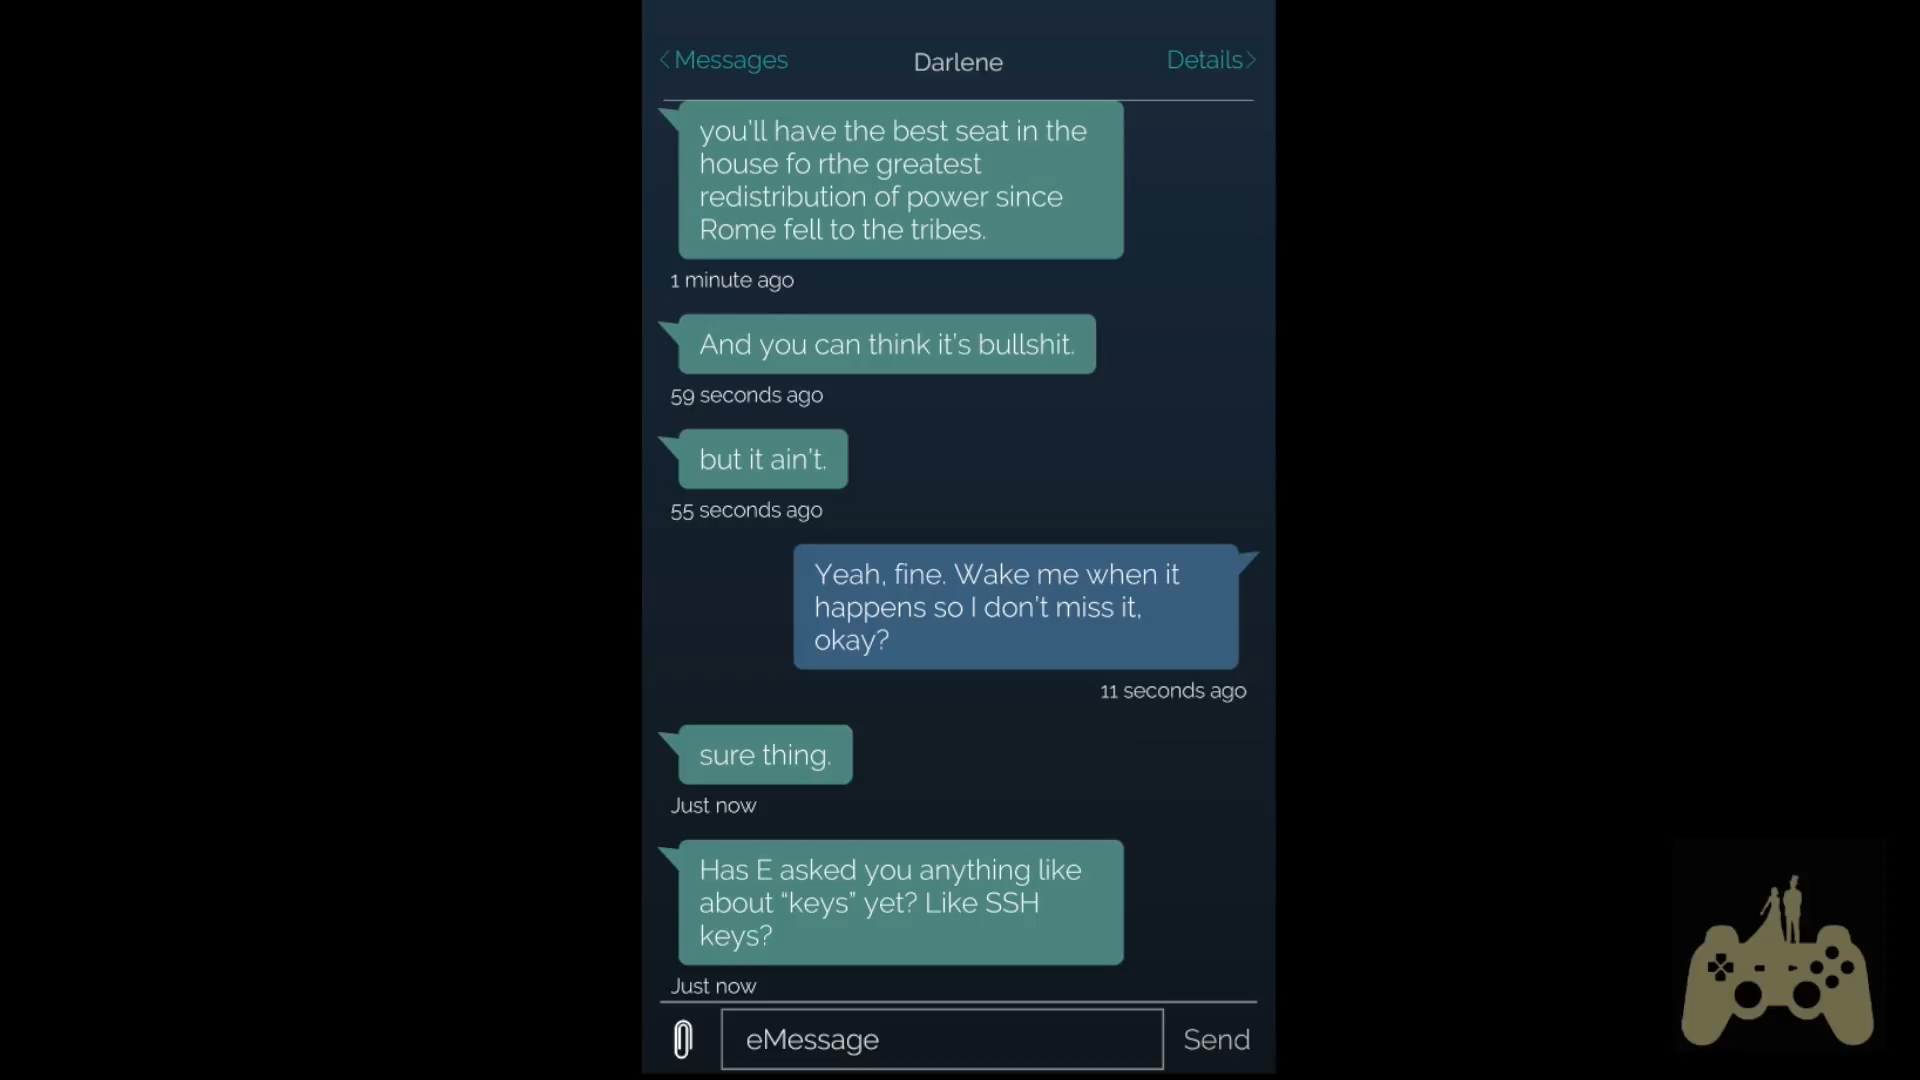 Messages
Darlene
Details
you'll have the best seat in the
house fo rthe greatest
redistribution of power since
Rome fell to the tribes.
1 minute ago
And you can think it's bullshit.
59 seconds ago
but it ain't.
55 seconds ago
Yeah, fine. Wake me when it
happens so I don't miss it,
okay?
11 seconds ago
sure thing.
Just now
Has E asked you anything like
about “keys” yet? Like SSH
keys?
Just now
eMessage
Send